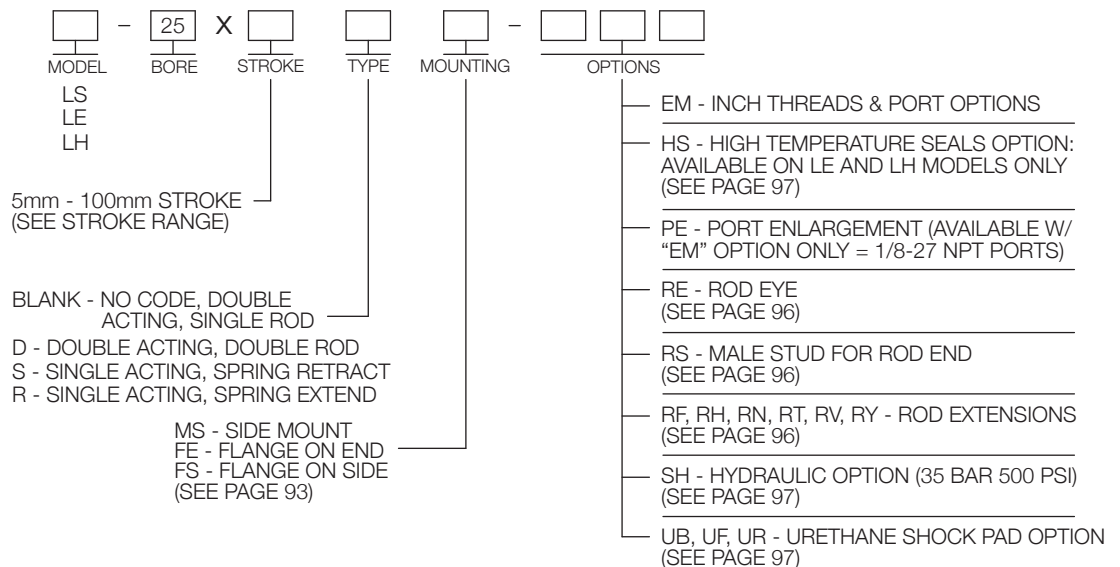 – 25 X –
MODEL BORE STROKE TYPE MOUNTING OPTIONS
LS
LE
LH
5mm - 100mm STROKE
(SEE STROKE RANGE)
BLANK - NO CODE, DOUBLE
ACTING, SINGLE ROD
D - DOUBLE ACTING, DOUBLE ROD
S - SINGLE ACTING, SPRING RETRACT
R - SINGLE ACTING, SPRING EXTEND
MS - SIDE MOUNT
FE - FLANGE ON END
FS - FLANGE ON SIDE
(SEE PAGE 93)
EM - INCH THREADS & PORT OPTIONS
HS - HIGH TEMPERATURE SEALS OPTION:
AVAILABLE ON LE AND LH MODELS ONLY
(SEE PAGE 97)
PE - PORT ENLARGEMENT (AVAILABLE W/
“EM” OPTION ONLY = 1/8-27 NPT PORTS)
RE - ROD EYE
(SEE PAGE 96)
RS - MALE STUD FOR ROD END
(SEE PAGE 96)
RF, RH, RN, RT, RV, RY - ROD EXTENSIONS
(SEE PAGE 96)
SH - HYDRAULIC OPTION (35 BAR 500 PSI)
(SEE PAGE 97)
UB, UF, UR - URETHANE SHOCK PAD OPTION
(SEE PAGE 97)